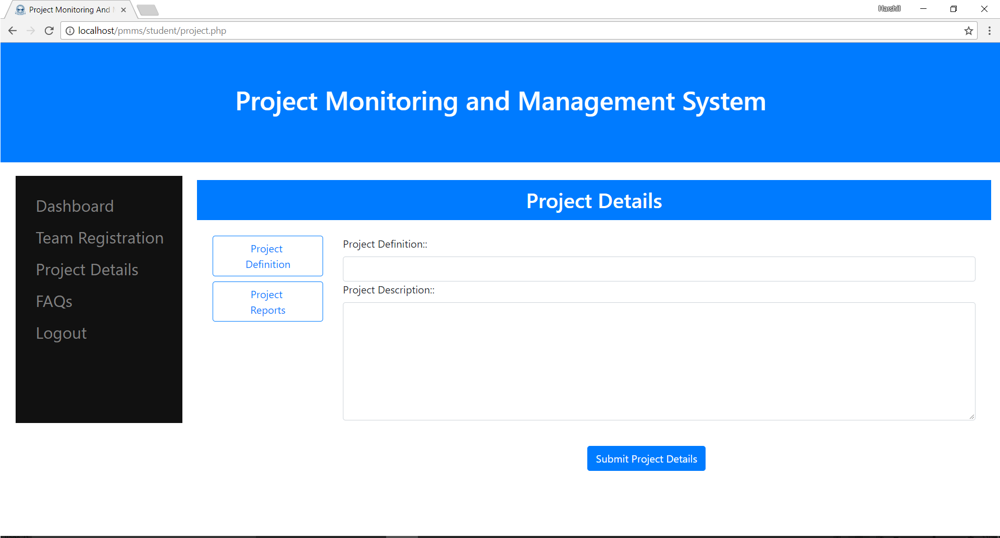 Project Monitoring And
Harshil
localhost/pmms/student/project.php
Project Monitoring and Management System
Dashboard
Team Registration
Project Details
FAQs
Logout
Project Details
Project
Definition
Project
Reports
Project Definition::
Project Description::
Submit Project Details